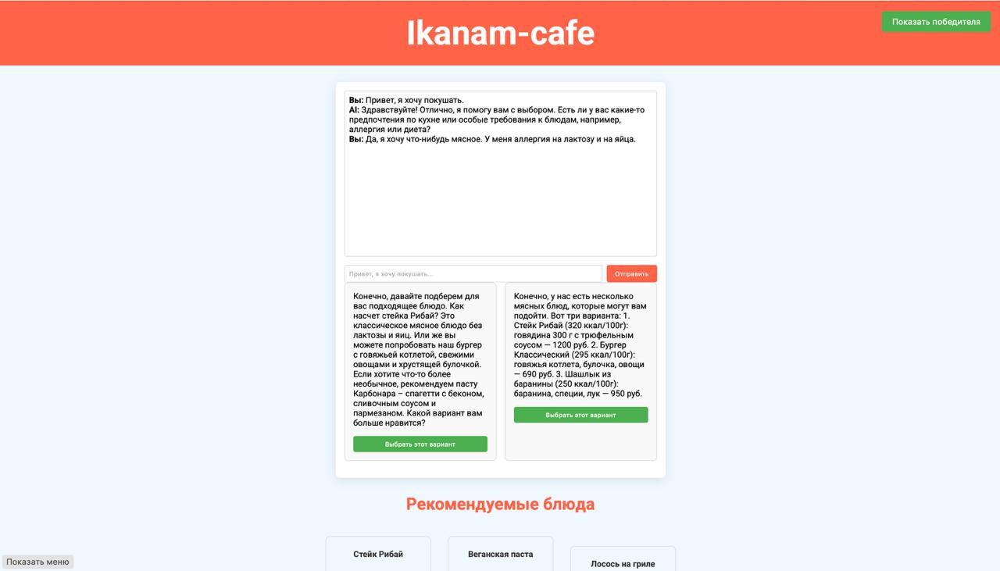 Ikanam-cafe
Показать победителя
Вы: Привет, я хочу покушать.
AI: Здравствуйте! Отлично, я помогу вам с выбором. Есть ли у вас какие-то
предпочтения по кухне или особые требования к блюдам, например,
аллергия или диета?
Вы: Да, я хочу что-нибудь мясное. У меня аллергия на лактозу и на яйца.
Привет, я хочу покушать...
Отправить
Конечно, давайте подберем для
вас подходящее блюдо. Как
насчет стейка Рибай? Это
классическое мясное блюдо без
лактозы и яиц. Или же вы
можете попробовать наш бургер
с говяжьей котлетой, свежими
овощами и хрустящей булочкой.
Если хотите что-то более
необычное, рекомендуем пасту
Карбонара – спагетти с беконом,
сливочным соусом и
пармезаном. Какой вариант вам
больше нравится?
Выбрать этот вариант
Конечно, у нас есть несколько
мясных блюд, которые могут вам
подойти. Вот три варианта: 1.
Стейк Рибай (320 ккал/100г):
говядина 300 г с трюфельным
соусом — 1200 руб. 2. Бургер
Классический (295 ккал/100г):
говяжья котлета, булочка, овощи
— 690 руб. 3. Шашлык из
баранины (250 ккал/100г):
баранина, специи, лук — 950 руб.
Выбрать этот вариант
Рекомендуемые блюда
Стейк Рибай
Веганская паста
Лосось на гриле
Показать меню